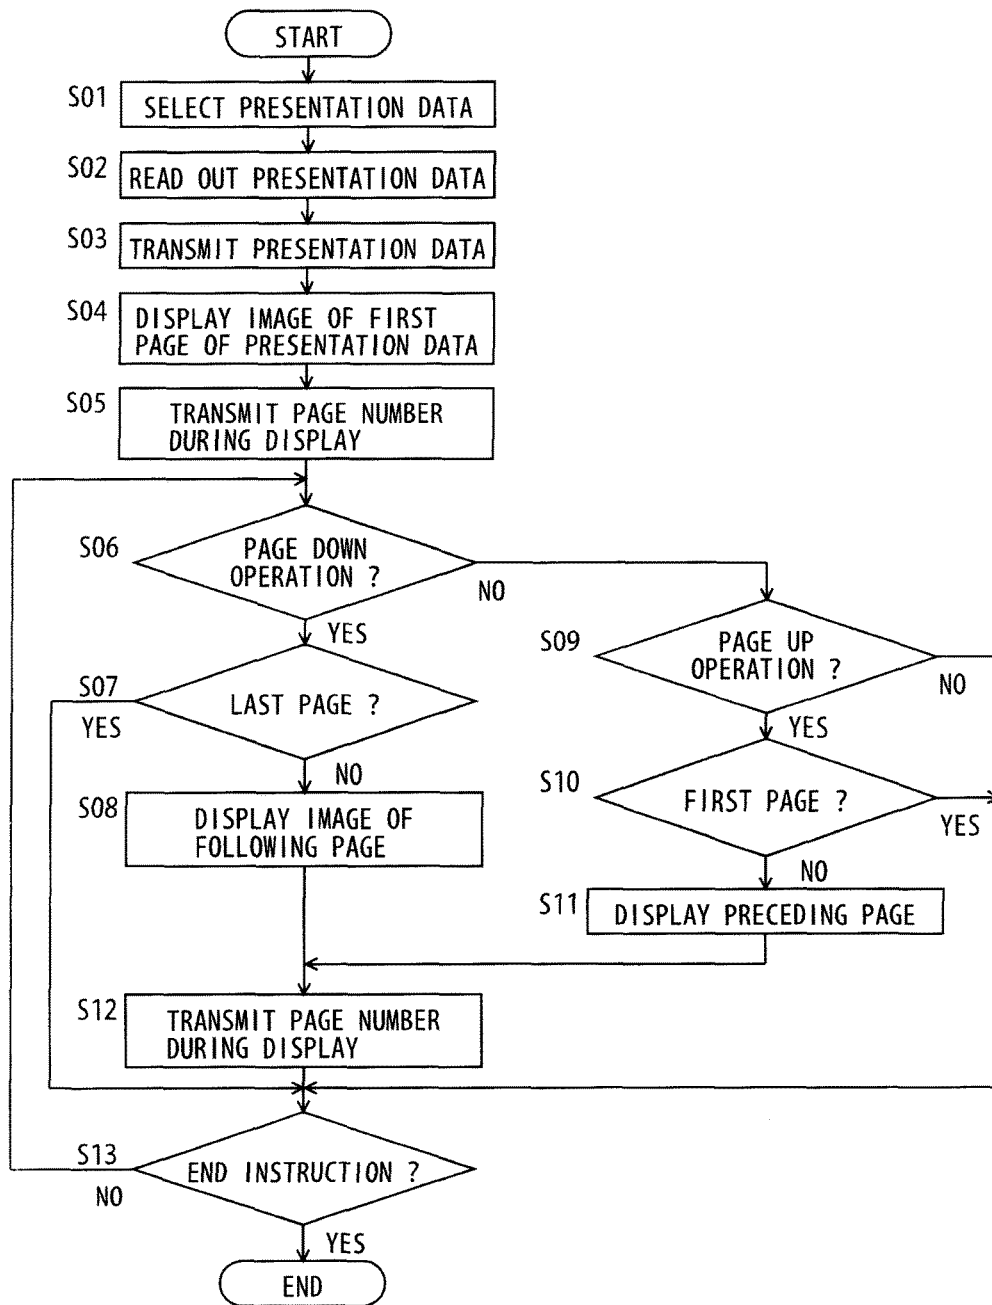 START
S01
SELECT PRESENTATION DATA
S02
READ OUT PRESENTATION DATA
S03
TRANSMIT PRESENTATION DATA
S04
DISPLAY IMAGE OF FIRST
PAGE OF PRESENTATION DATA
S05
TRANSMIT PAGE NUMBER
DURING DISPLAY
S06
PAGE DOWN
OPERATION ?
NO
YES
S09
PAGE UP
OPERATION ?
NO
YES
S07
LAST PAGE ?
YES
NO
S10
FIRST PAGE ?
YES
NO
S08
DISPLAY IMAGE OF
FOLLOWING PAGE
S11
DISPLAY PRECEDING PAGE
S12
TRANSMIT PAGE NUMBER
DURING DISPLAY
S13
END INSTRUCTION ?
NO
YES
END